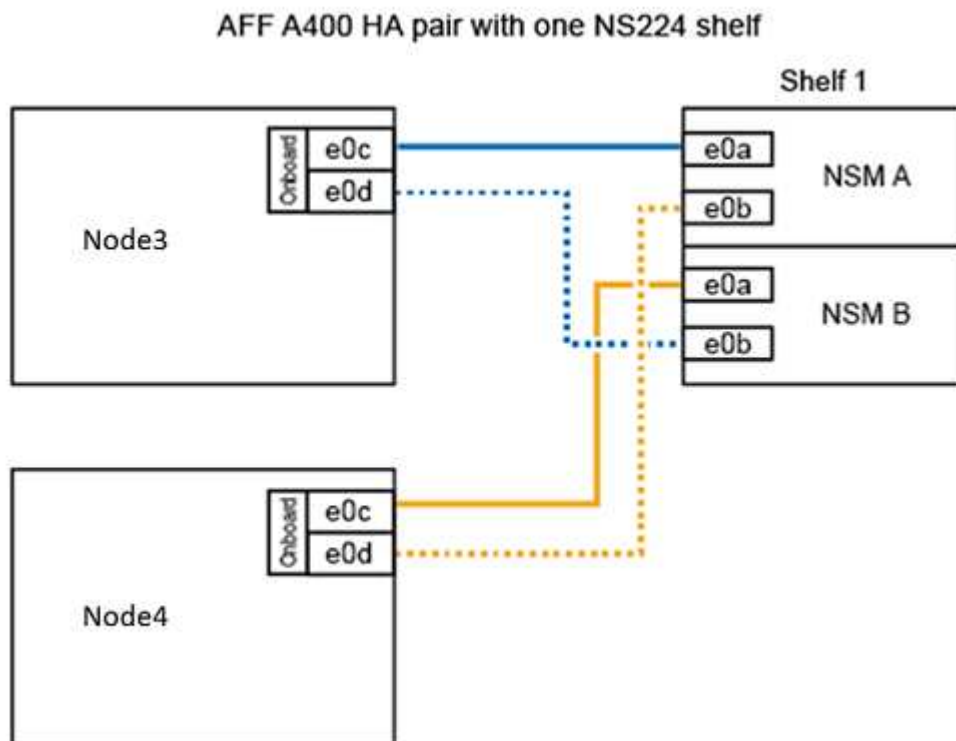 AFF A400 HA pair with one NS224 shelf
Shelf 1
Onboard
e0c
e0d
Node3
e0a
e0b
NSM A
e0a
e0b
NSM B
Onboard
e0c
e0d
Node4